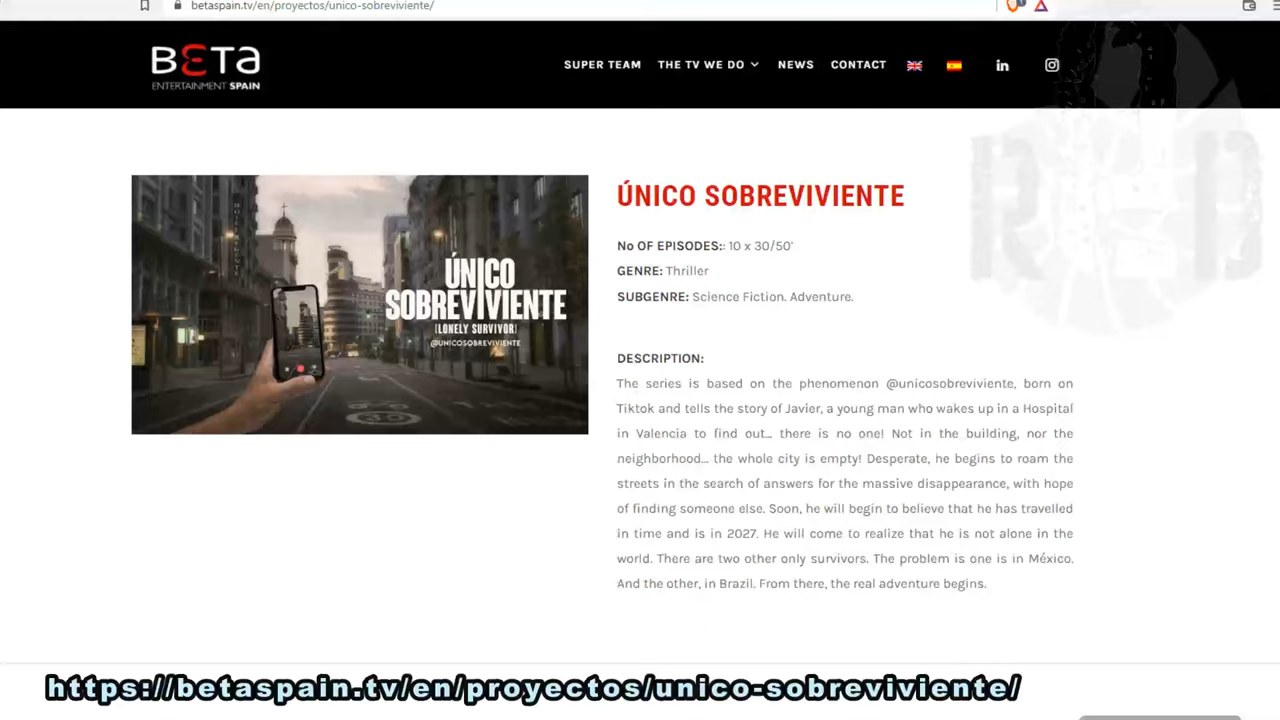 betaspain.tv/en/proyectos/unico-sobreviviente/
BETA
ENTERTAINMENT SPAIN
SUPER TEAM THE TV WE DO NEWS CONTACT
ÚNICO
SOBREVIVIENTE
(LONELY SURVIVOR)
@UNICOSOBREVIVIENTE
ÚNICO SOBREVIVIENTE
No OF EPISODES:: 10 x 30/50'
GENRE: Thriller
SUBGENRE: Science Fiction. Adventure.
DESCRIPTION:
The series is based on the phenomenon @unicosobreviviente, born on
Tiktok and tells the story of Javier, a young man who wakes up in a Hospital
in Valencia to find out... there is no one! Not in the building, nor the
neighborhood... the whole city is empty! Desperate, he begins to roam the
streets in the search of answers for the massive disappearance, with hope
of finding someone else. Soon, he will begin to believe that he has travelled
in time and is in 2027. He will come to realize that he is not alone in the
world. There are two other only survivors. The problem is one is in México.
And the other, in Brazil. From there, the real adventure begins.
https://betaspain.tv/en/proyectos/unico-sobreviviente/